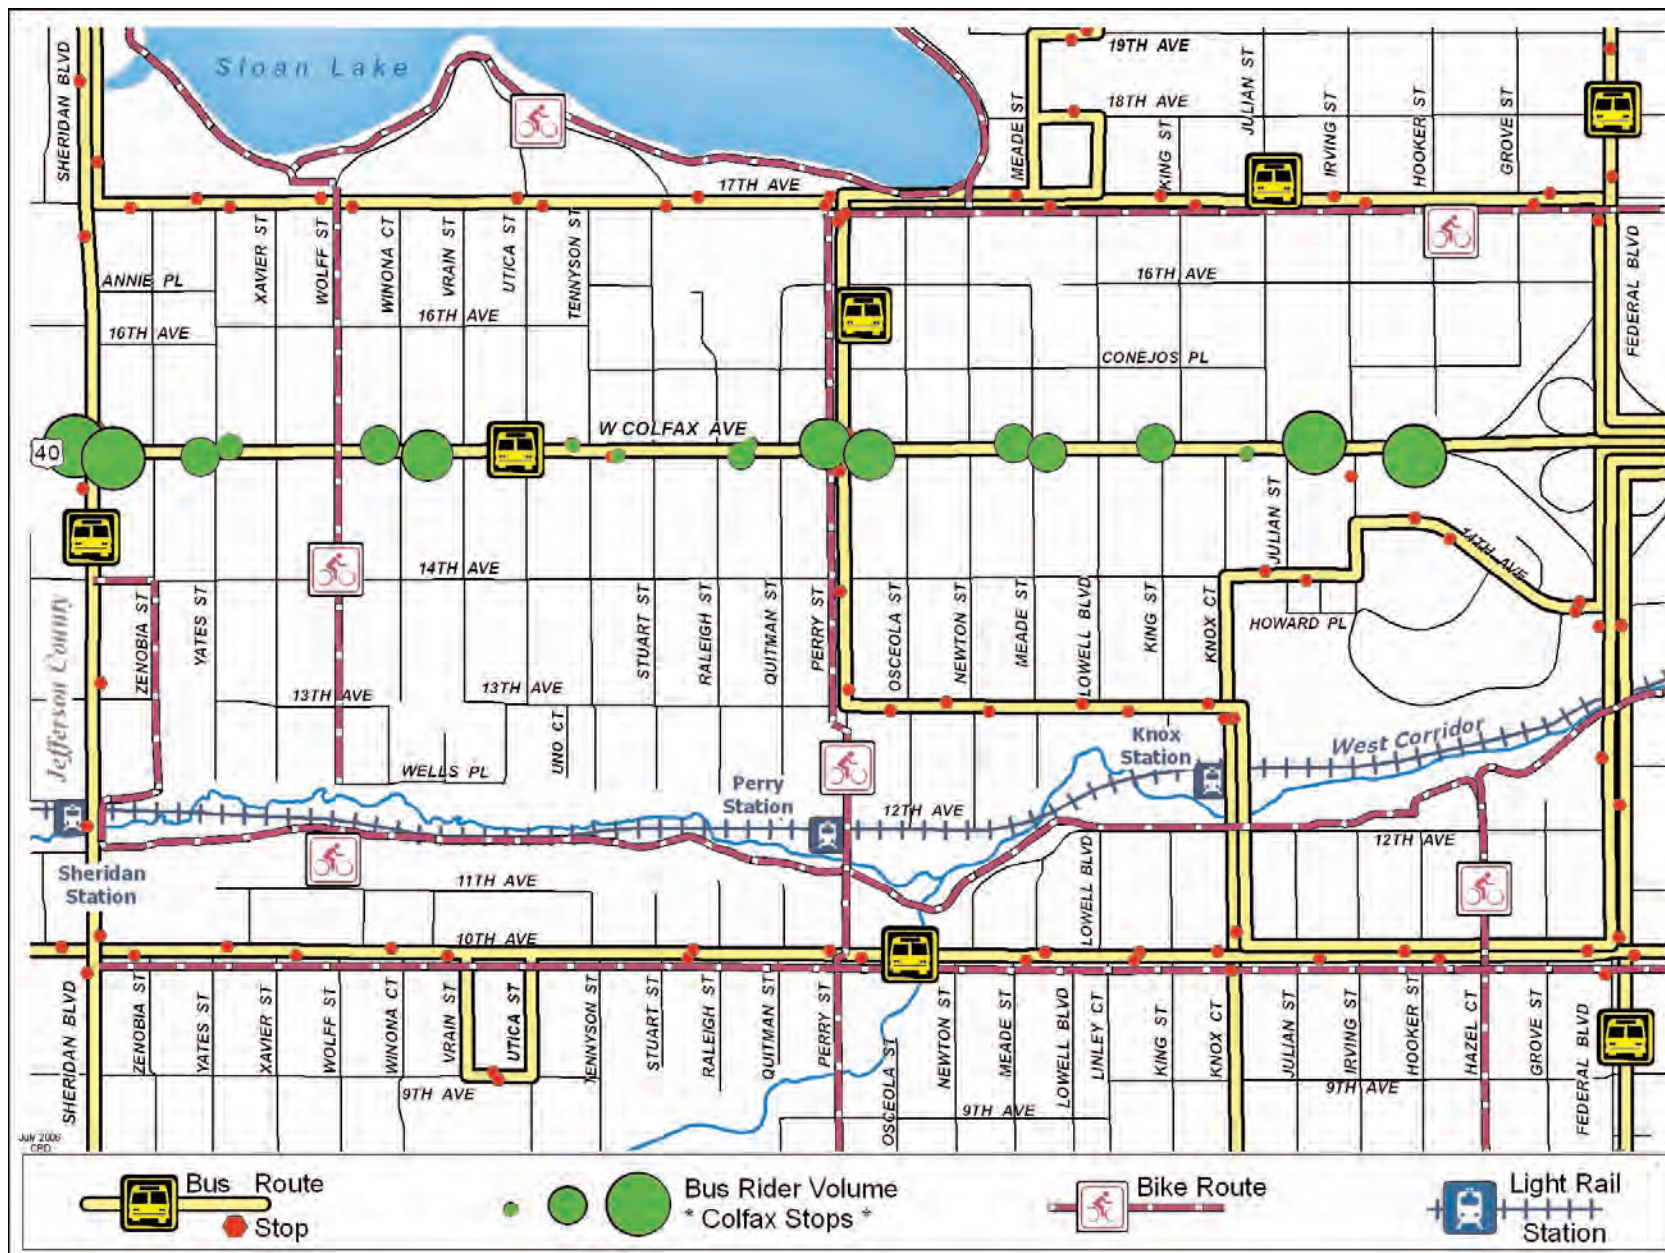 Sloan Lake
SHERIDAN BLVD
19TH AVE
18TH AVE
MEADE ST
KING ST
JULIAN ST
IRVING ST
HOOKER ST
GROVE ST
17TH AVE
XAVIER ST
WOLFF ST
WINONA CT
VRAIN ST
UTICA ST
TENNYSON ST
FEDERAL BLVD
ANNIE PL
16TH AVE
16TH AVE
16TH AVE
CONEJOS PL
W COLFAX AVE
40
JULIAN ST
14TH AVE
14TH AVE
Jefferson County
ZENOBIA ST
YATES ST
STUART ST
RALEIGH ST
QUITMAN ST
PERRY ST
OSCEOLA ST
NEWTON ST
MEADE ST
LOWELL BLVD
KING ST
KNOX CT
HOWARD PL
13TH AVE
13TH AVE
UNO CT
WELLS PL
Knox
Station
West Corridor
Perry
Station
12TH AVE
12TH AVE
Sheridan
Station
11TH AVE
LOWELL BLVD
10TH AVE
SHERIDAN BLVD
ZENOBIA ST
YATES ST
XAVIER ST
WOLFF ST
WINONA CT
VRAIN ST
UTICA ST
TENNYSON ST
STUART ST
RALEIGH ST
QUITMAN ST
PERRY ST
OSCEOLA ST
NEWTON ST
MEADE ST
LOWELL BLVD
LINLEY CT
KING ST
KNOX CT
JULIAN ST
IRVING ST
HOOKER ST
HAZEL CT
GROVE ST
FEDERAL BLVD
9TH AVE
9TH AVE
9TH AVE
CPD
Bus Route
Stop
Bus Rider Volume
* Colfax Stops *
Bike Route
Light Rail
Station